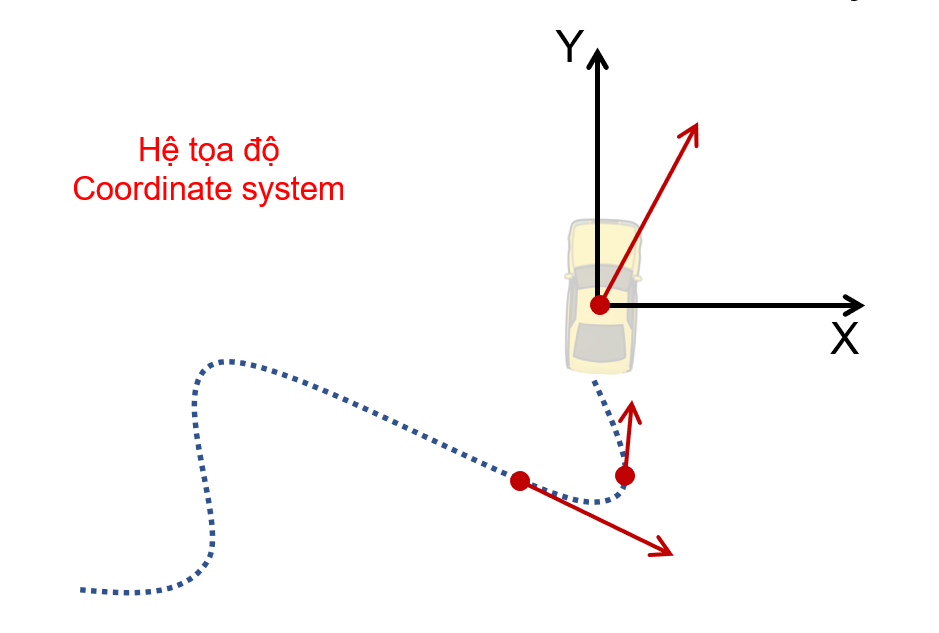 Y
Hệ tọa độ
Coordinate system
X